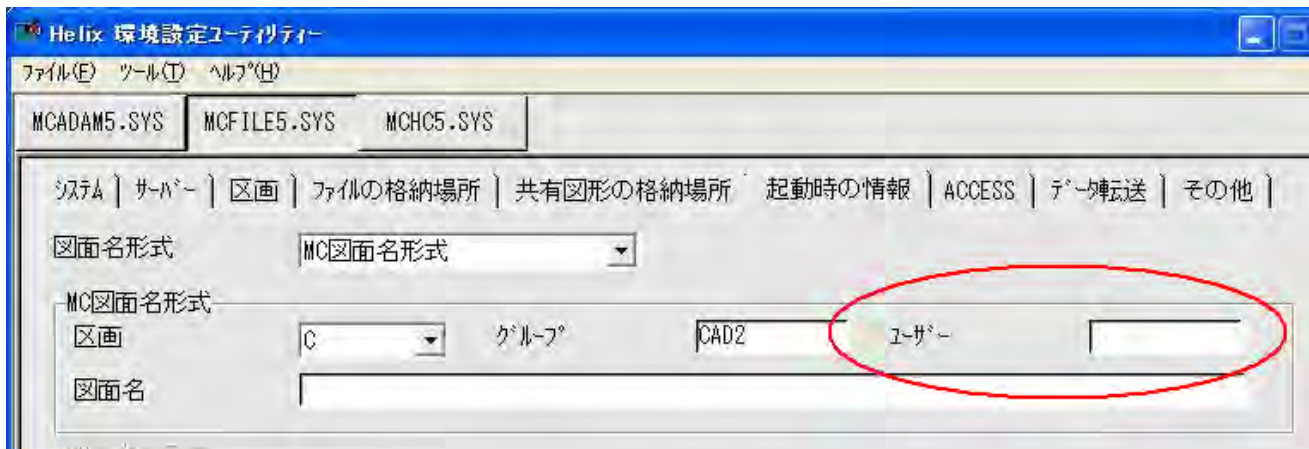 Helix 環境設定ﾕｰﾃｨﾘﾃｨｰ
ﾌｧｲﾙ(F) ﾂｰﾙ(T) ﾍﾙﾌﾟ(H)
MCADAM5.SYS MCFILE5.SYS MCHC5.SYS
ｼｽﾃﾑ ｻｰﾊﾞｰ 区画 ﾌｧｲﾙの格納場所 共有図形の格納場所 起動時の情報 ACCESS ﾃﾞｰﾀ転送 その他
図面名形式 MC図面名形式
MC図面名形式
区画 C ｸﾞﾙｰﾌﾟ CAD2 ﾕｰｻﾞｰ
図面名